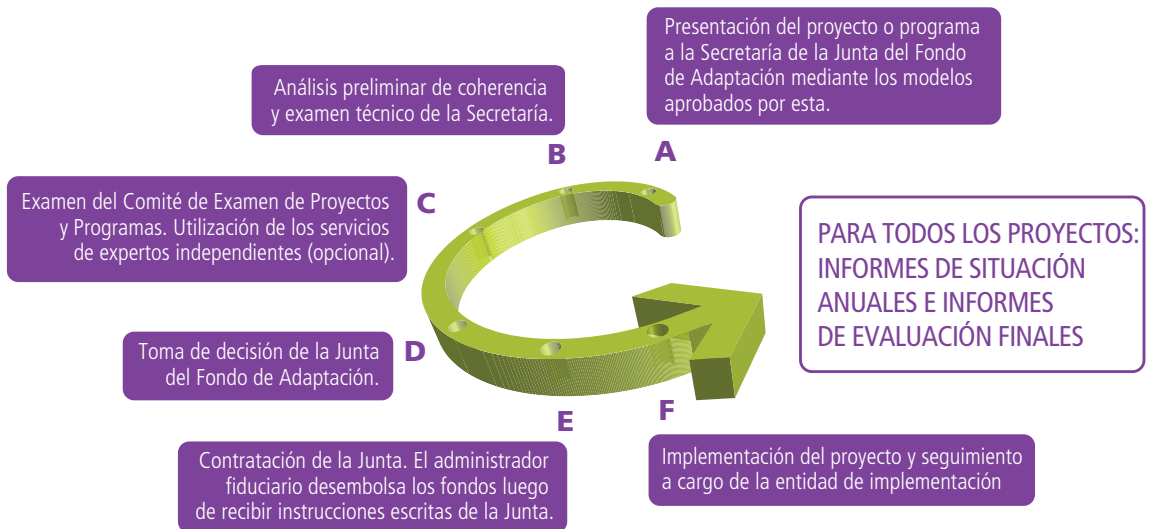 A
Presentación del proyecto o programa
a la Secretaría de la Junta del Fondo
de Adaptación mediante los modelos
aprobados por esta.
B
Análisis preliminar de coherencia
y examen técnico de la Secretaría.
C
Examen del Comité de Examen de Proyectos
y Programas. Utilización de los servicios
de expertos independientes (opcional).
D
Toma de decisión de la Junta
del Fondo de Adaptación.
E
Contratación de la Junta. El administrador
fiduciario desembolsa los fondos luego
de recibir instrucciones escritas de la Junta.
F
Implementación del proyecto y seguimiento
a cargo de la entidad de implementación
PARA TODOS LOS PROYECTOS:
INFORMES DE SITUACIÓN
ANUALES E INFORMES
DE EVALUACIÓN FINALES